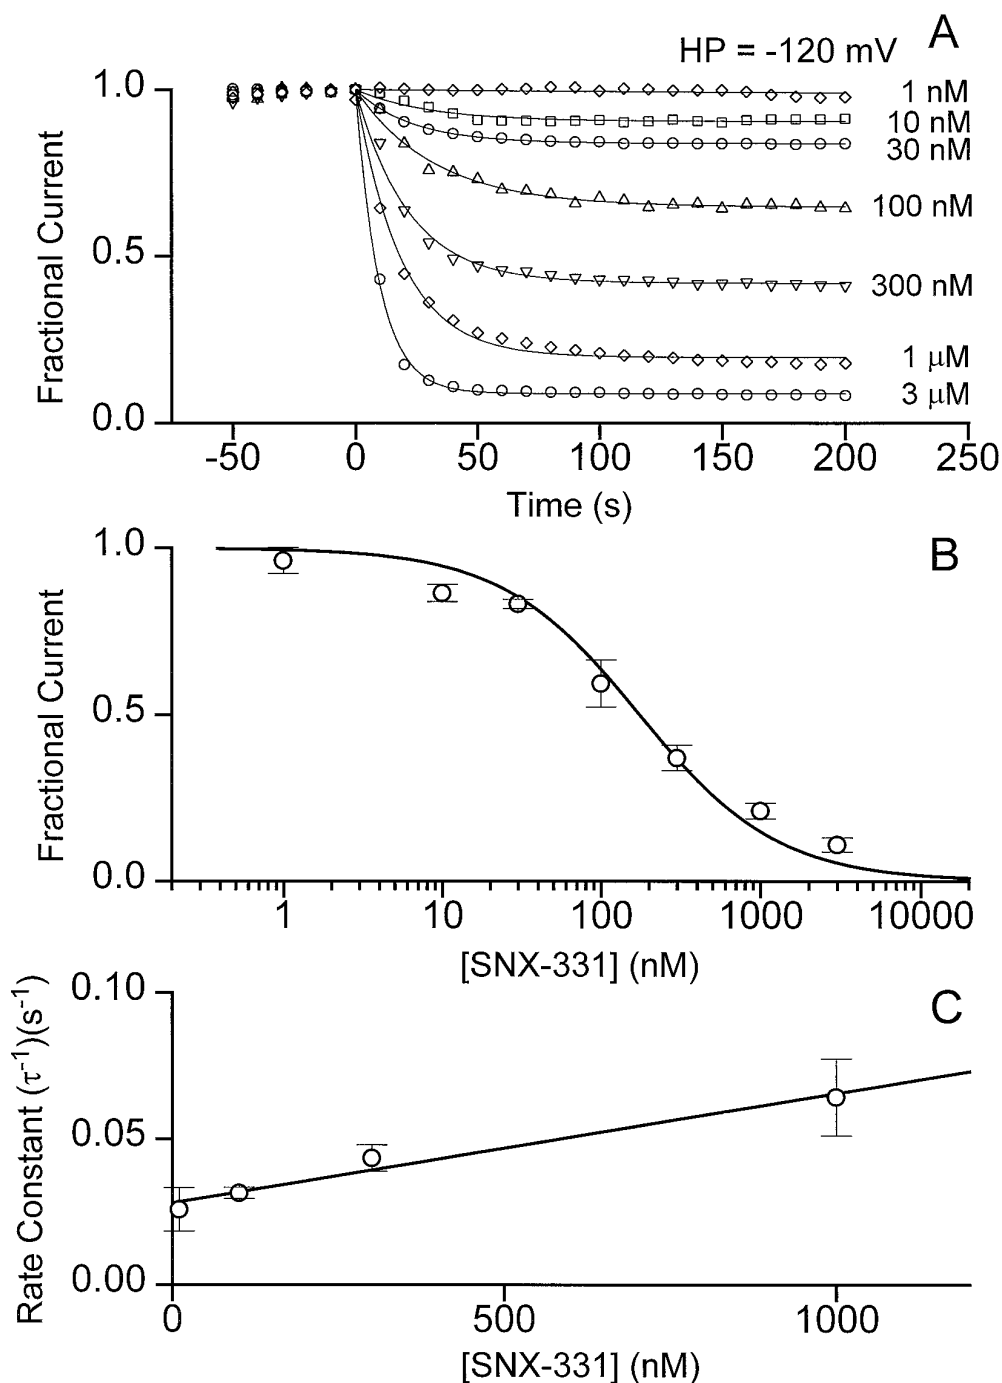 A
HP = -120 mV
Fractional Current
1.0
0.5
0.0
1 nM
10 nM
30 nM
100 nM
300 nM
1 μM
3 μM
-50 0 50 100 150 200 250
Time (s)
B
Fractional Current
1.0
0.5
0.0
1 10 100 1000 10000
[SNX-331] (nM)
C
Rate Constant (τ⁻¹)(s⁻¹)
0.10
0.05
0.00
0 500 1000
[SNX-331] (nM)